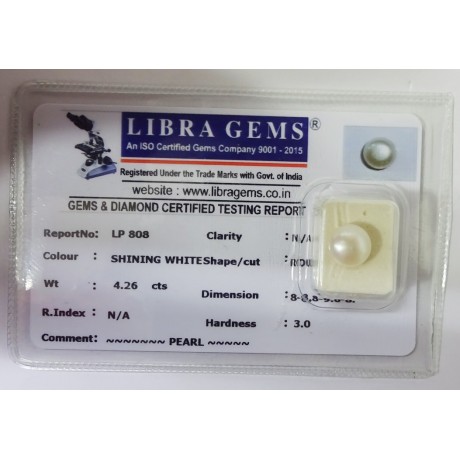 LIBRA GEMS ®
An ISO Certified Gems Company 9001 - 2015
Registered Under the Trade Marks with Govt. of India
website : www.libragems.co.in
GEMS & DIAMOND CERTIFIED TESTING REPORT
ReportNo: LP 808 Clarity : N/A
Colour : SHINING WHITE Shape/cut :
Wt : 4.26 cts Dimension :
R.Index : N/A Hardness : 3.0
Comment: ~~~~~~~ PEARL ~~~~~